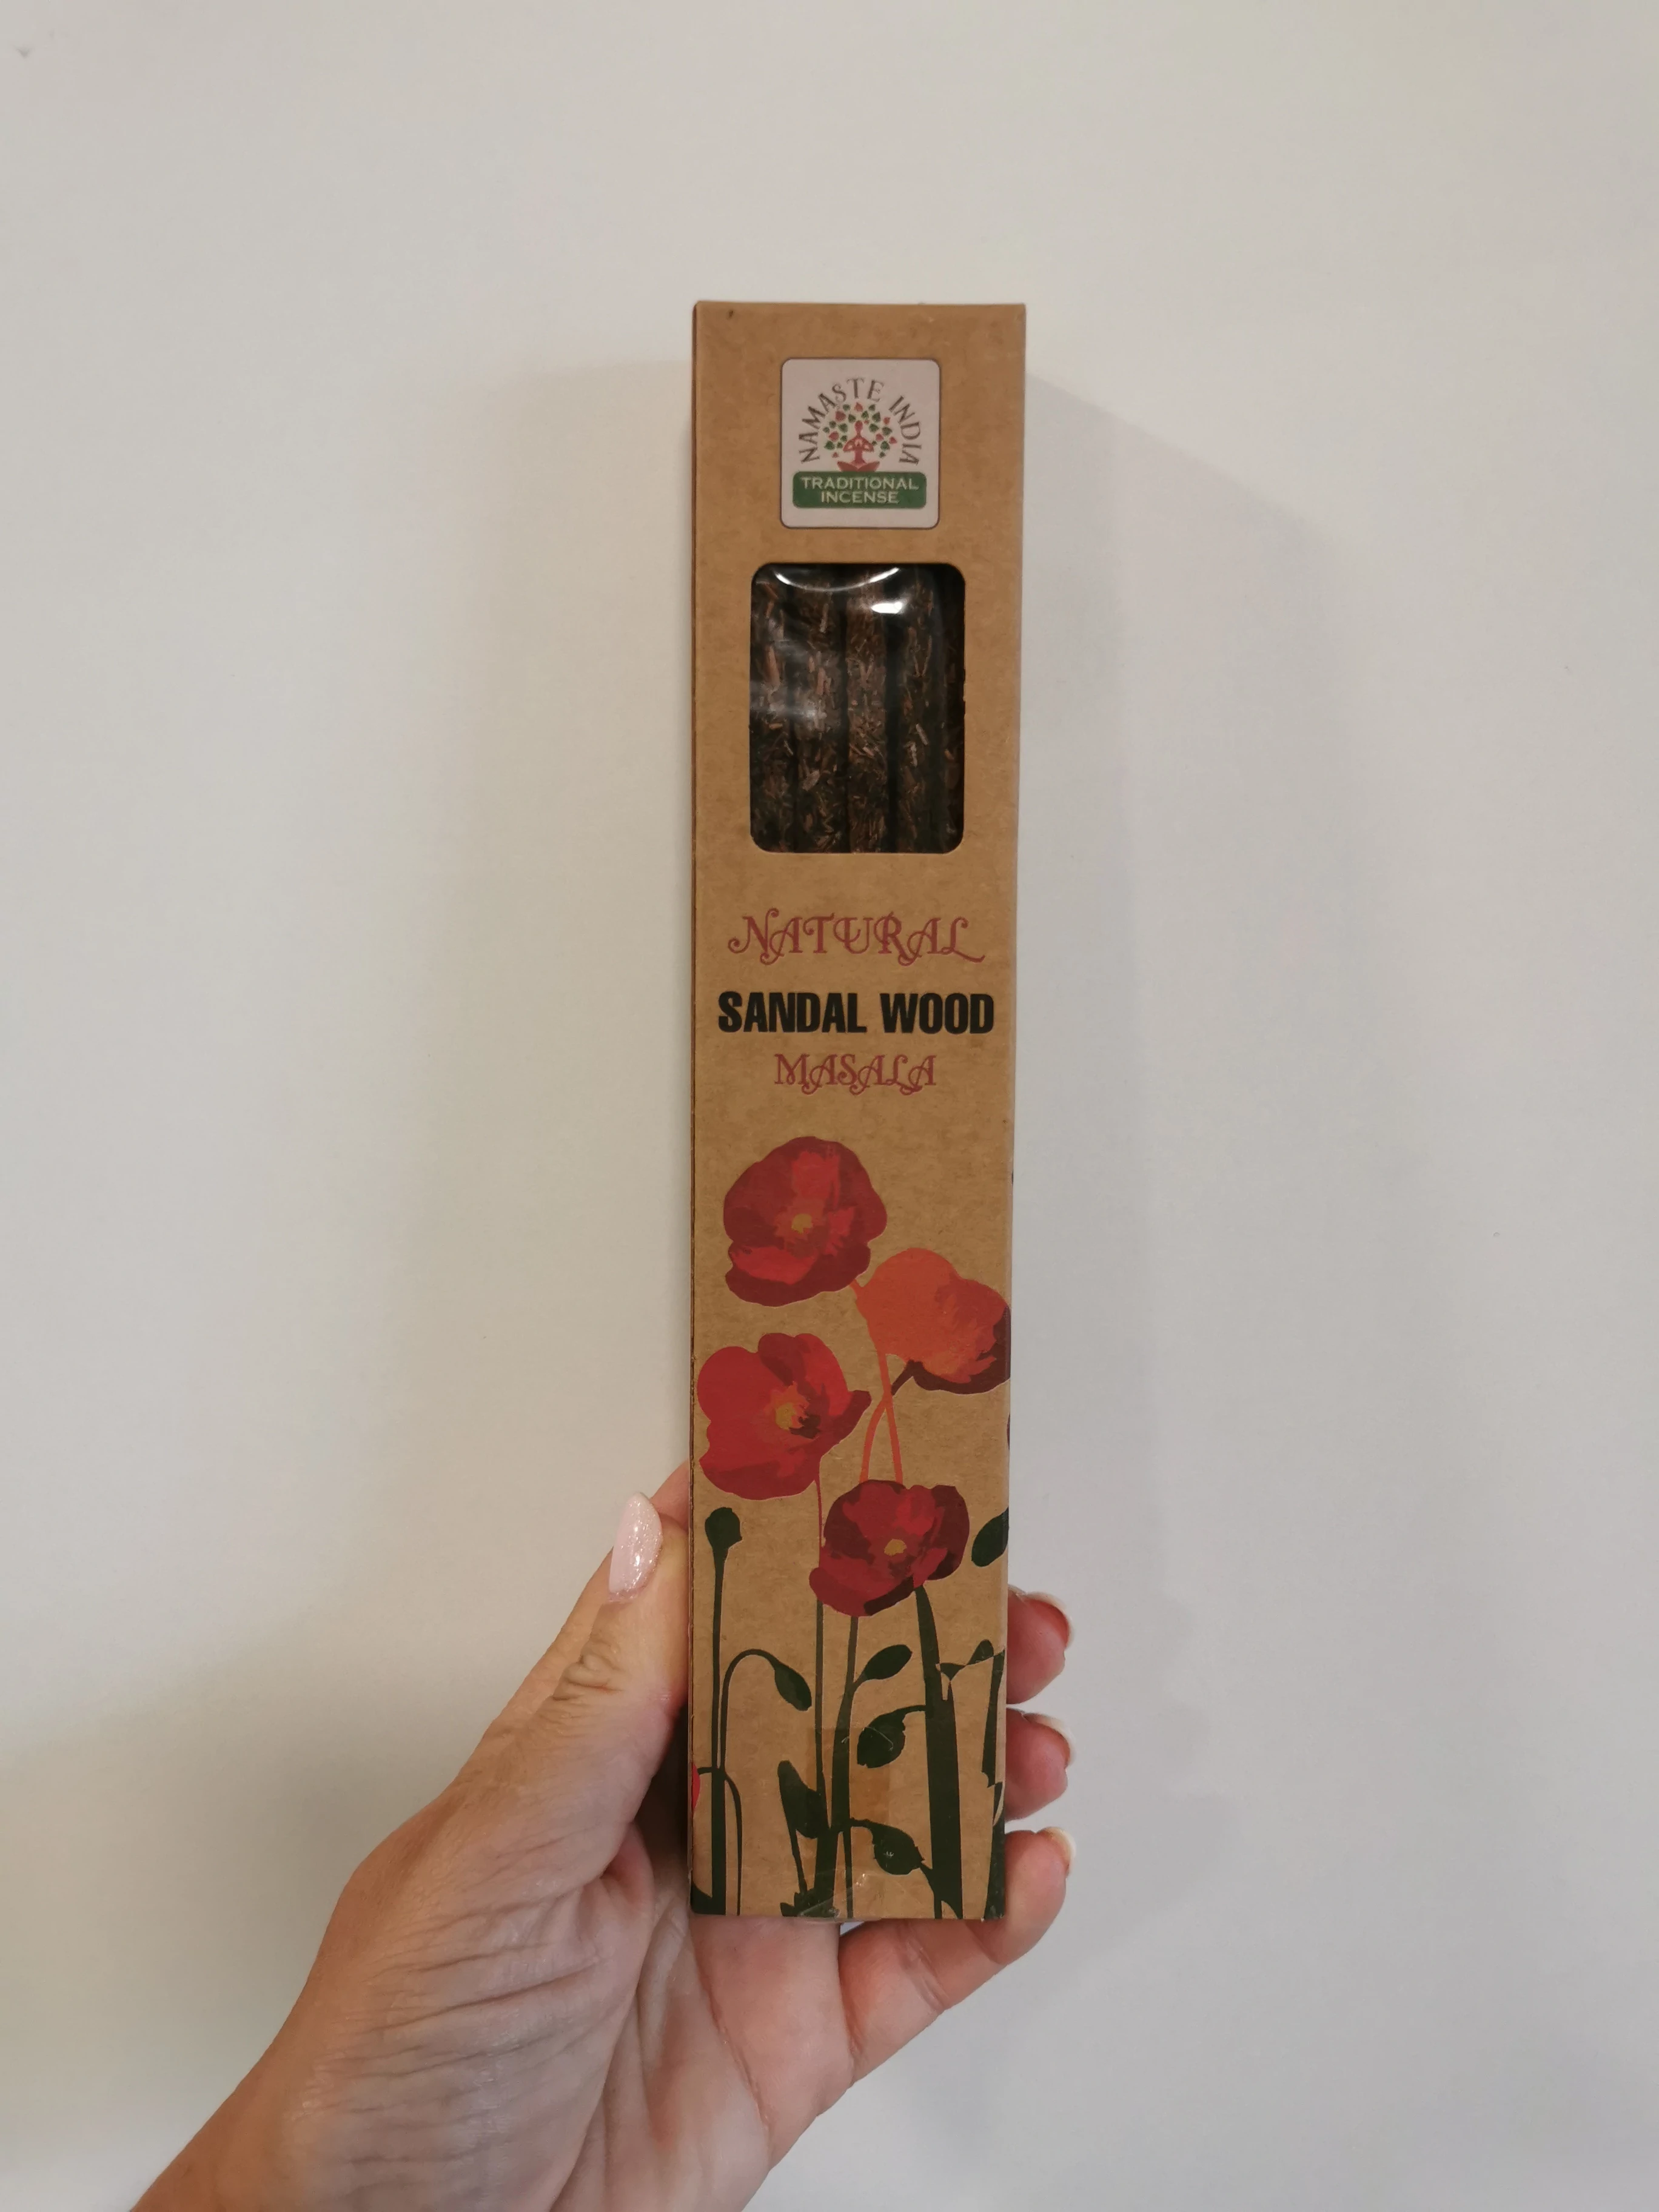 NAMASTE INDIA
TRADITIONAL
INCENSE
NATURAL
SANDAL WOOD
MASALA